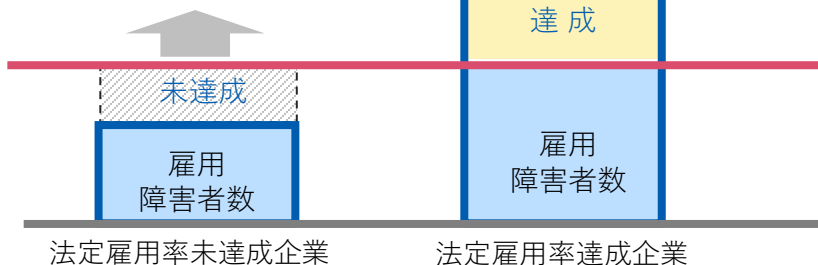 達 成
未達成
雇用
障害者数
雇用
障害者数
法定雇用率未達成企業
法定雇用率達成企業